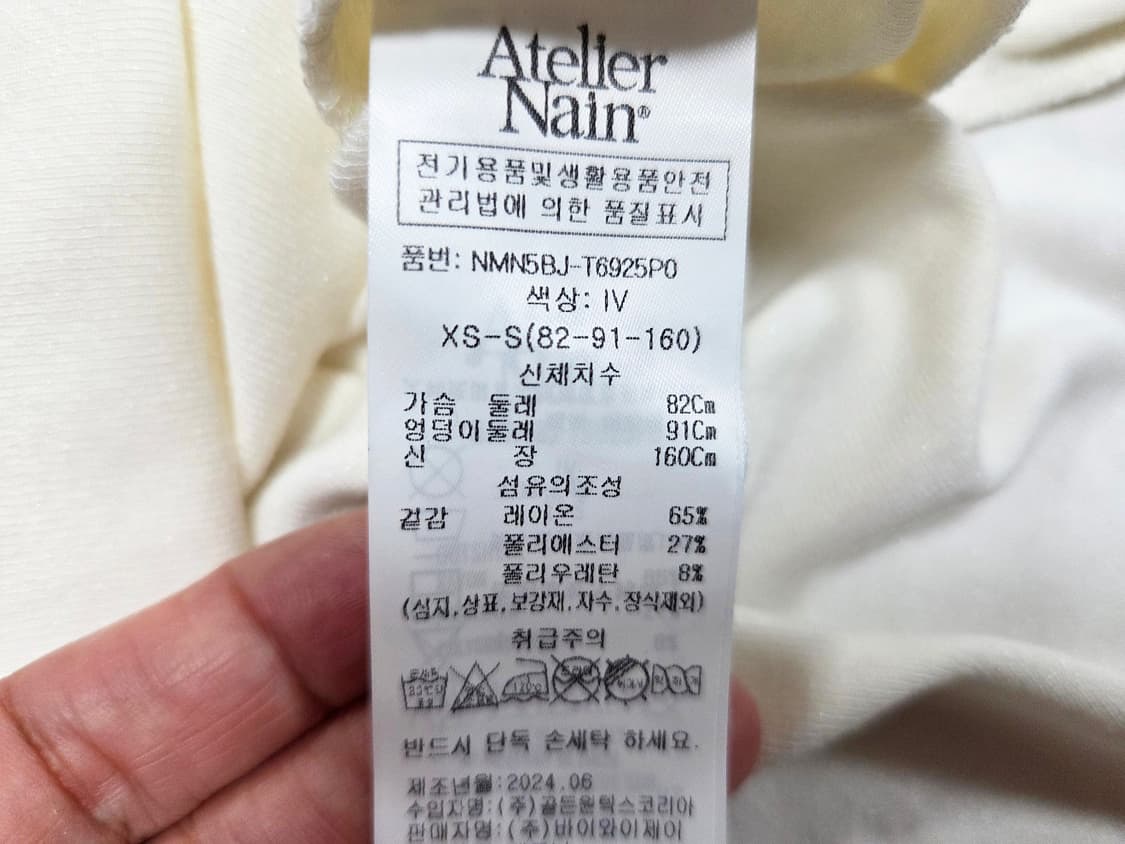 Atelier
Nain®
전기용품및생활용품안전
관리법에 의한 품질표시
품번: NMN5BJ-T6925P0
색상: IV
XS-S(82-91-160)
신체치수
가슴 둘레 82Cm
엉덩이둘레 91Cm
신 장 160Cm
섬유의조성
겉감 레이온 65%
폴리에스터 27%
폴리우레탄 8%
(심지,상표,보강재,자수,장식제외)
취급주의
반드시 단독 손세탁 하세요.
제조년월:2024.06
수입자명:(주)골든원텍스코리아
판매자명:(주)바이와이제이